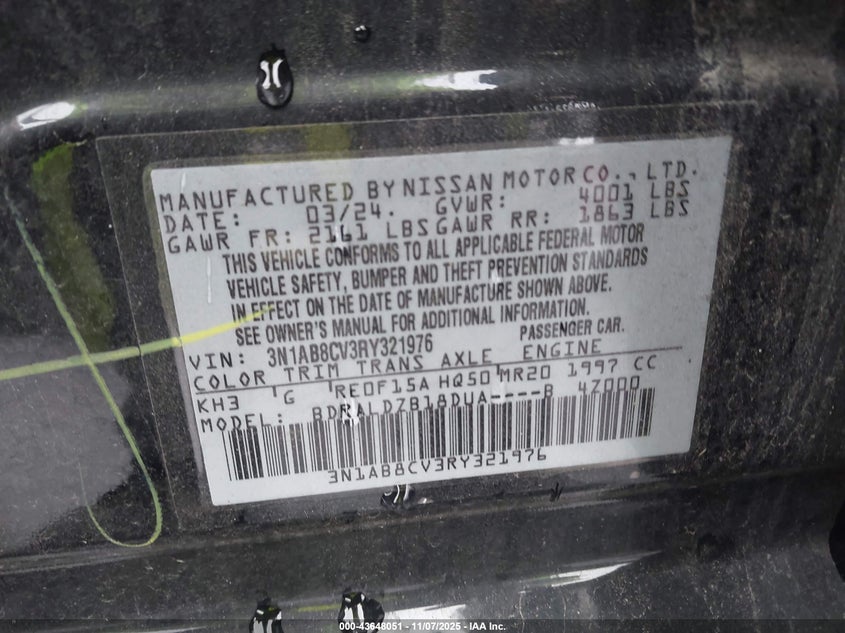 MANUFACTURED BY NISSAN MOTOR CO., LTD.
DATE: 03/24. GVWR: 4001 LBS
GAWR FR: 2161 LBS GAWR RR: 1863 LBS
THIS VEHICLE CONFORMS TO ALL APPLICABLE FEDERAL MOTOR
VEHICLE SAFETY, BUMPER AND THEFT PREVENTION STANDARDS
IN EFFECT ON THE DATE OF MANUFACTURE SHOWN ABOVE.
SEE OWNER'S MANUAL FOR ADDITIONAL INFORMATION.
VIN: 3N1AB8CV3RY321976 PASSENGER CAR.
COLOR TRIM TRANS AXLE ENGINE
KH3 G RE0F15A HQ50 MR20 1997 CC
MODEL: B 4Z000
3N1AB8CV3RY321976
000-43648051 - 11/07/2025 - IAA Inc.